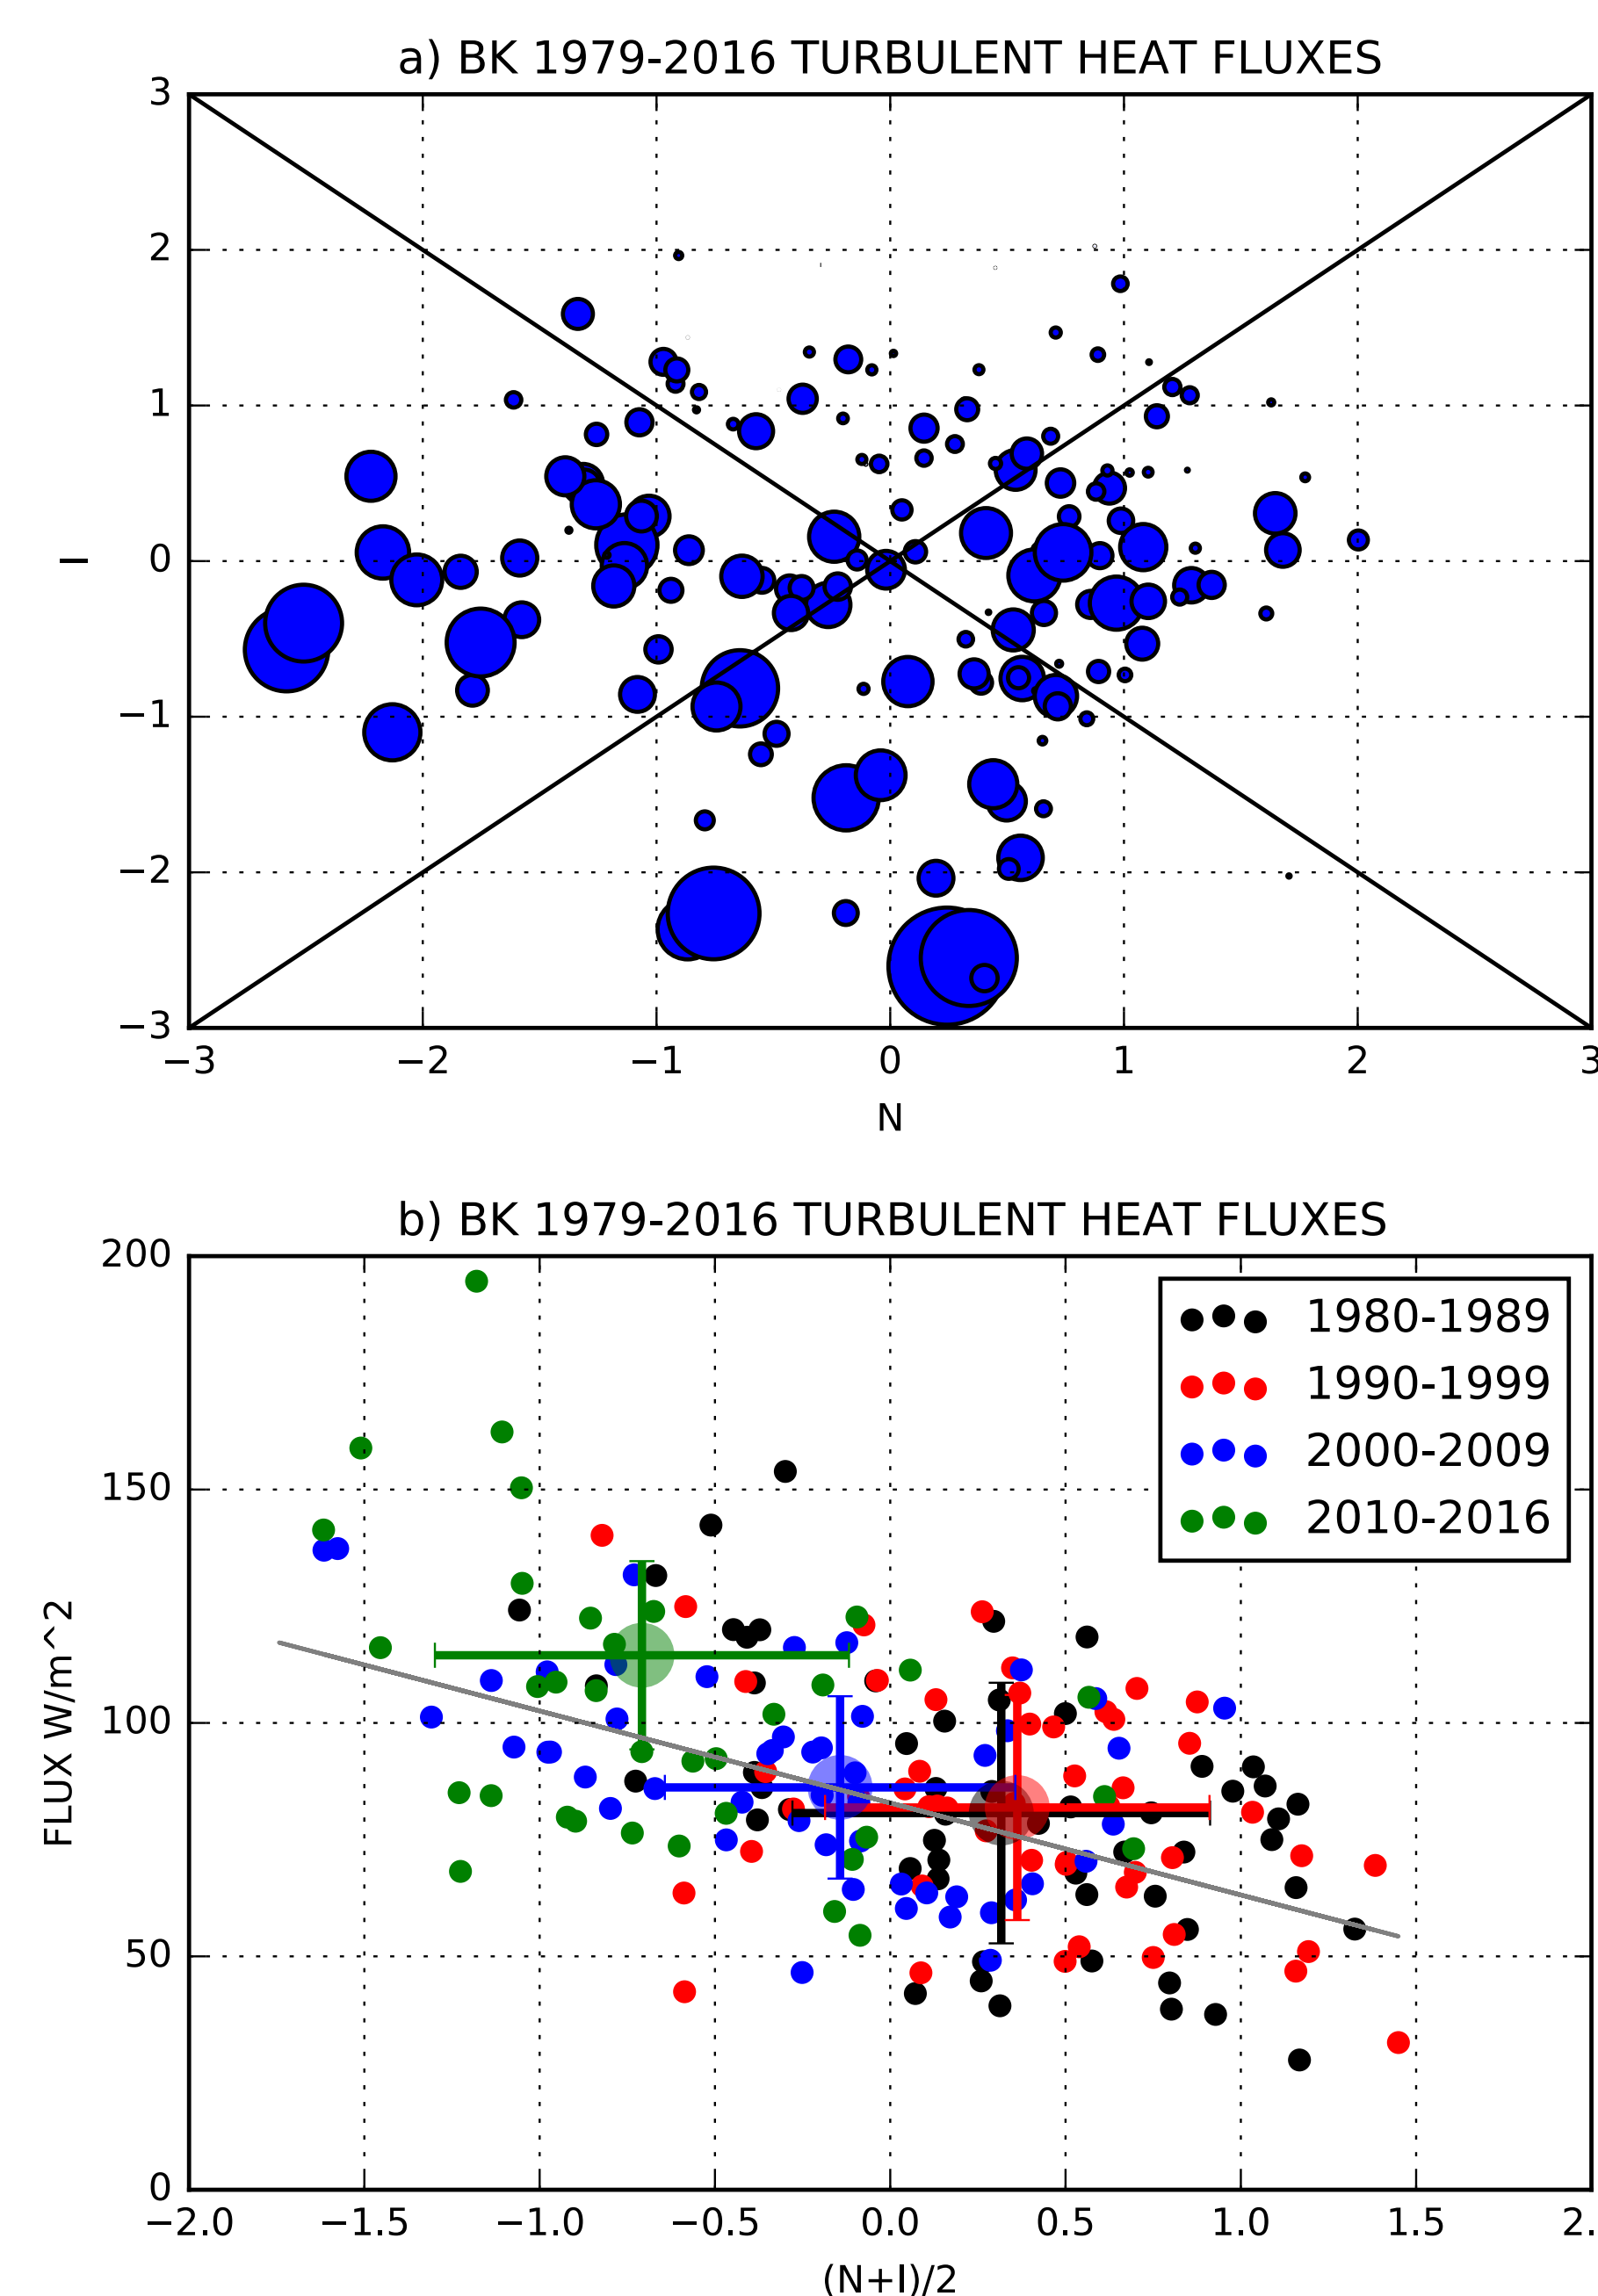 a) BK 1979-2016 TURBULENT HEAT FLUXES
3
2
1
0
−1
−2
−3
I
−3 −2 −1 0 1 2 3
N
b) BK 1979-2016 TURBULENT HEAT FLUXES
200
150
100
50
0
FLUX W/m^2
1980-1989
1990-1999
2000-2009
2010-2016
−2.0 −1.5 −1.0 −0.5 0.0 0.5 1.0 1.5 2.
(N+I)/2